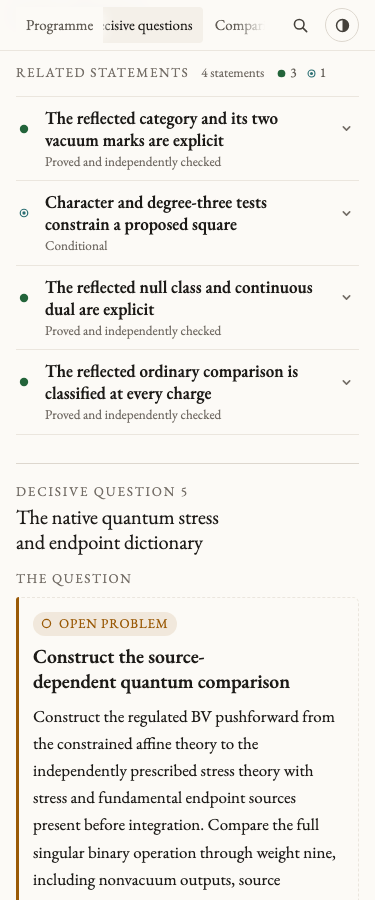 Programme
decisive questions
RELATED STATEMENTS 4 statements 3 1
The reflected category and its two
vacuum marks are explicit
Proved and independently checked
Character and degree-three tests
constrain a proposed square
Conditional
The reflected null class and continuous
dual are explicit
Proved and independently checked
The reflected ordinary comparison is
classified at every charge
Proved and independently checked
DECISIVE QUESTION 5
The native quantum stress
and endpoint dictionary
THE QUESTION
OPEN PROBLEM
Construct the source-
dependent quantum comparison
Construct the regulated BV pushforward from
the constrained affine theory to the
independently prescribed stress theory with
stress and fundamental endpoint sources
present before integration. Compare the full
singular binary operation through weight nine,
including nonvacuum outputs, source